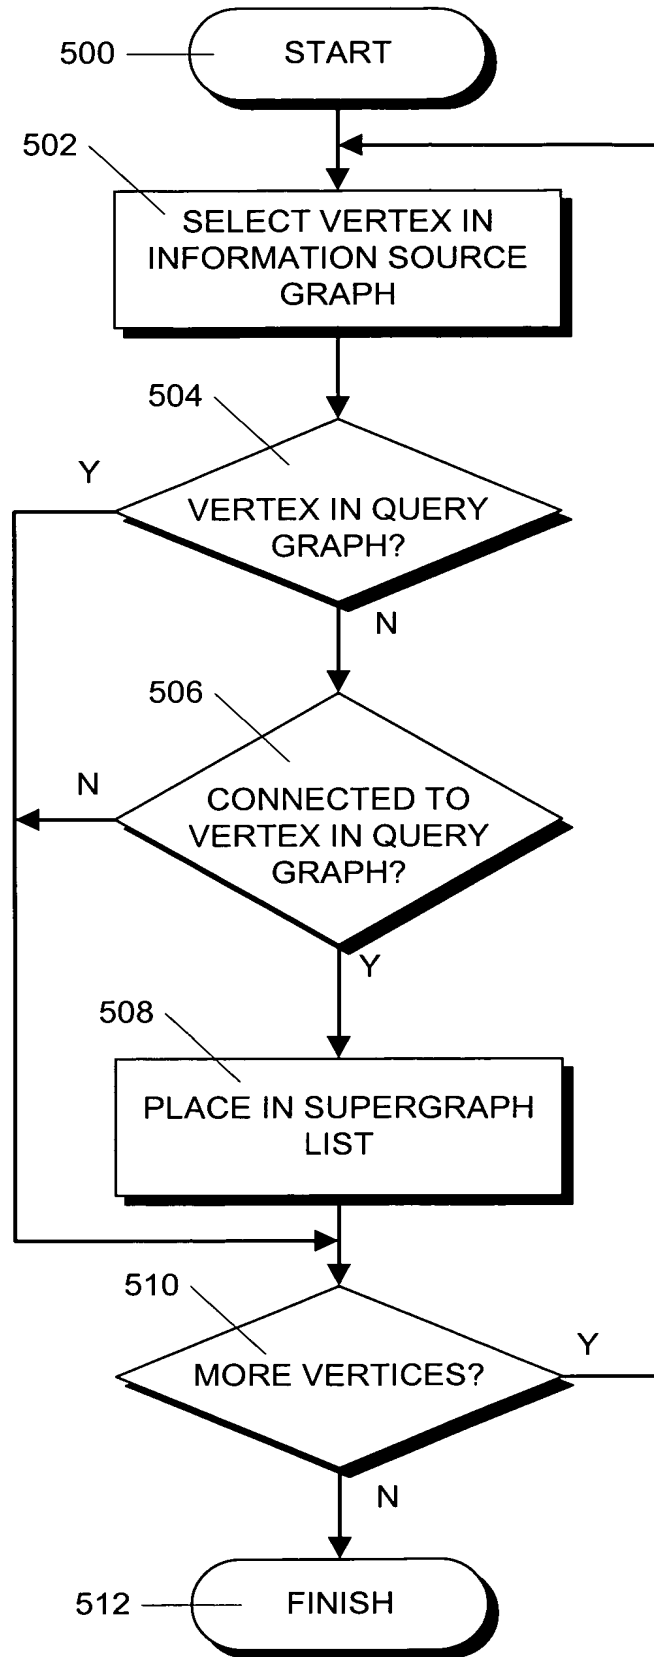 500
START
502
SELECT VERTEX IN
INFORMATION SOURCE
GRAPH
504
Y
VERTEX IN QUERY
GRAPH?
N
506
N
CONNECTED TO
VERTEX IN QUERY
GRAPH?
Y
508
PLACE IN SUPERGRAPH
LIST
510
MORE VERTICES?
Y
N
512
FINISH